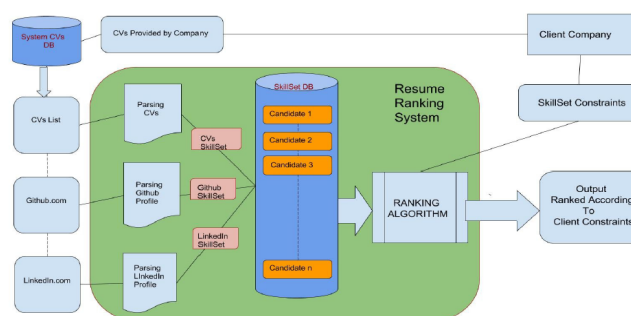 System CVs
DB
CVs Provided by Company
Client Company
SkillSet DB
Resume
Ranking
System
Parsing
CVs
Candidate 1
SkillSet Constraints
CVs List
CVs
SkillSet
Candidate 2
Candidate 3
Github.com
Parsing
Github
Profile
Github
SkillSet
RANKING
ALGORITHM
Output
Ranked According
To
Client Constraints
LinkedIn
SkillSet
LinkedIn.com
Parsing
LInkedIn
Profile
Candidate n